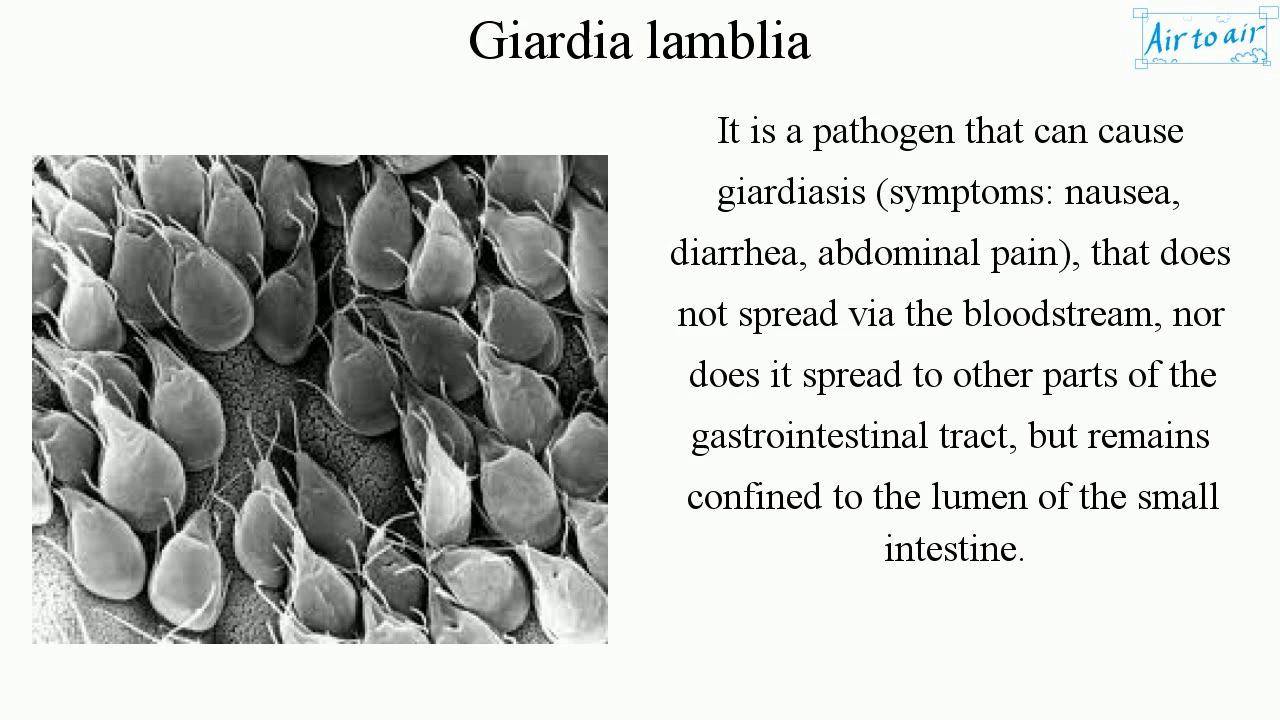 Giardia lamblia
Air to air
It is a pathogen that can cause
giardiasis (symptoms: nausea,
diarrhea, abdominal pain), that does
not spread via the bloodstream, nor
does it spread to other parts of the
gastrointestinal tract, but remains
confined to the lumen of the small
intestine.